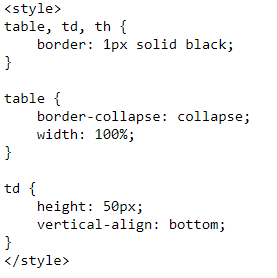 <style>
table, td, th {
    border: 1px solid black;
}

table {
    border-collapse: collapse;
    width: 100%;
}

td {
    height: 50px;
    vertical-align: bottom;
}
</style>